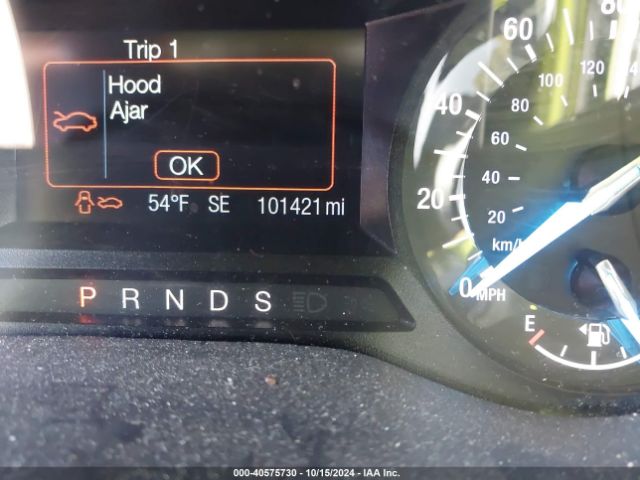 Trip 1
Hood
Ajar
OK
54°F SE 101421 mi
P R N D S
0 20 40 60 80
20 40 60 80 100 120
km/
MPH
E
000-40575730 - 10/15/2024 - IAA Inc.